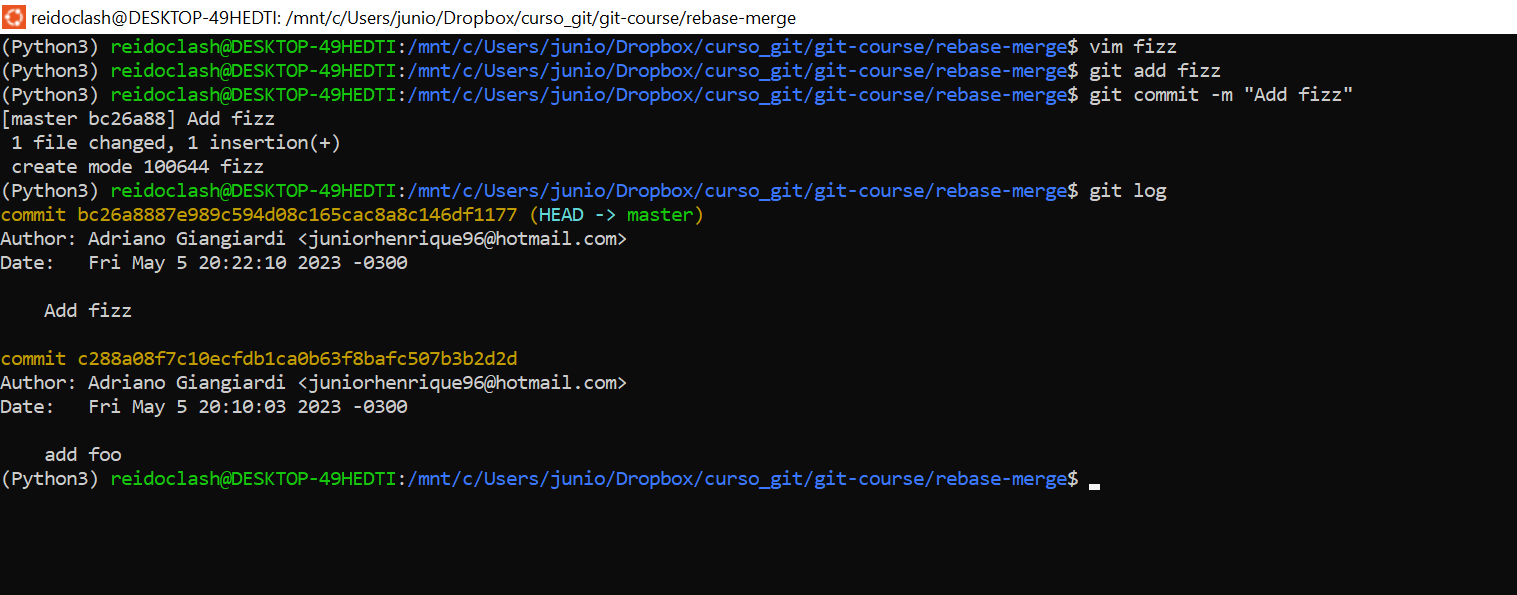 reidoclash@DESKTOP-49HEDTI: /mnt/c/Users/junio/Dropbox/curso_git/git-course/rebase-merge
(Python3) reidoclash@DESKTOP-49HEDTI:/mnt/c/Users/junio/Dropbox/curso_git/git-course/rebase-merge$ vim fizz
(Python3) reidoclash@DESKTOP-49HEDTI:/mnt/c/Users/junio/Dropbox/curso_git/git-course/rebase-merge$ git add fizz
(Python3) reidoclash@DESKTOP-49HEDTI:/mnt/c/Users/junio/Dropbox/curso_git/git-course/rebase-merge$ git commit -m "Add fizz"
[master bc26a88] Add fizz
 1 file changed, 1 insertion(+)
 create mode 100644 fizz
(Python3) reidoclash@DESKTOP-49HEDTI:/mnt/c/Users/junio/Dropbox/curso_git/git-course/rebase-merge$ git log
commit bc26a8887e989c594d08c165cac8a8c146df1177 (HEAD -> master)
Author: Adriano Giangiardi <juniorhenrique96@hotmail.com>
Date:   Fri May 5 20:22:10 2023 -0300
    Add fizz
commit c288a08f7c10ecfdb1ca0b63f8bafc507b3b2d2d
Author: Adriano Giangiardi <juniorhenrique96@hotmail.com>
Date:   Fri May 5 20:10:03 2023 -0300
    add foo
(Python3) reidoclash@DESKTOP-49HEDTI:/mnt/c/Users/junio/Dropbox/curso_git/git-course/rebase-merge$